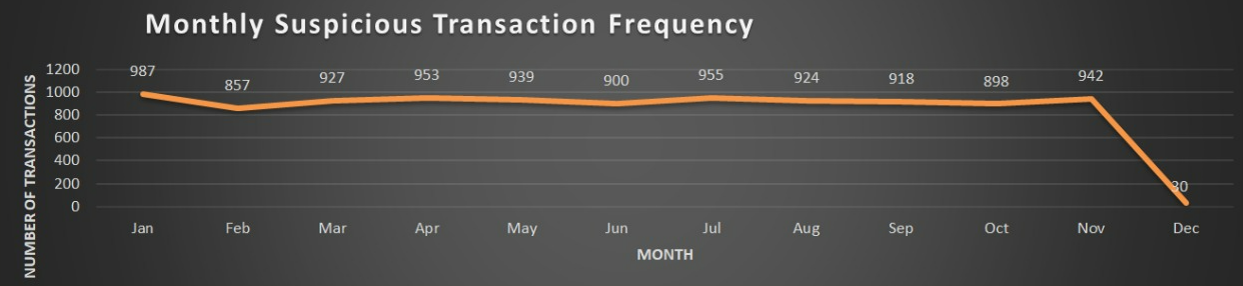 Monthly Suspicious Transaction Frequency
NUMBER OF TRANSACTIONS
1200
1000
800
600
400
200
0
987 857 927 953 939 900 955 924 918 898 942 30
Jan Feb Mar Apr May Jun Jul Aug Sep Oct Nov Dec
MONTH